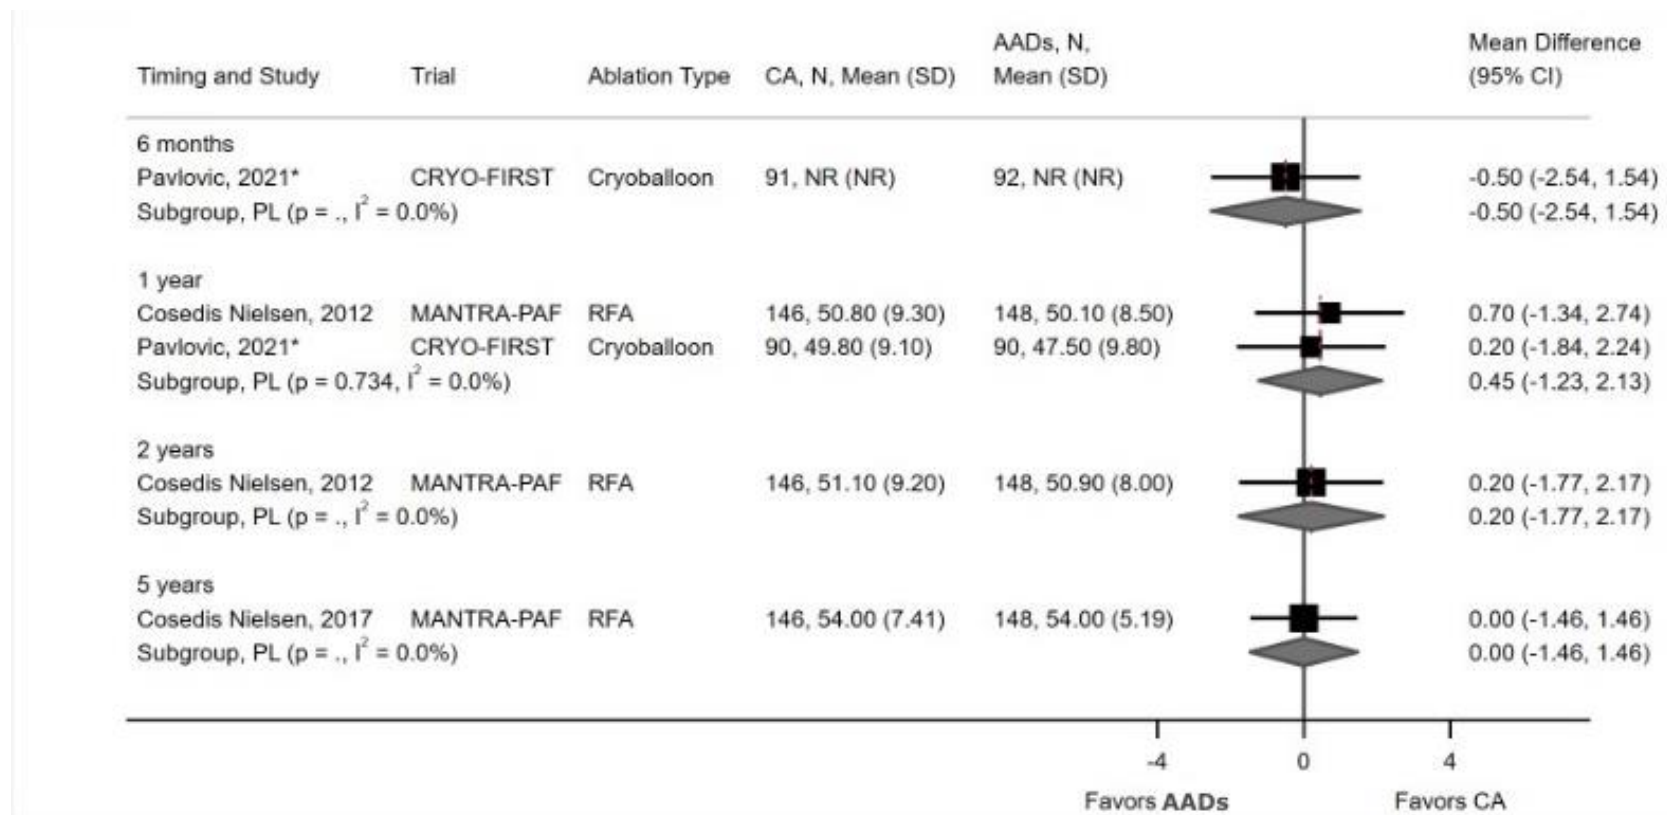 AADs, N, Mean Difference
Timing and Study Trial Ablation Type CA, N, Mean (SD) Mean (SD) (95% CI)
6 months
Pavlovic, 2021* CRYO-FIRST Cryoballoon 91, NR (NR) 92, NR (NR) -0.50 (-2.54, 1.54)
Subgroup, PL (p = ., I² = 0.0%) -0.50 (-2.54, 1.54)
1 year
Cosedis Nielsen, 2012 MANTRA-PAF RFA 146, 50.80 (9.30) 148, 50.10 (8.50) 0.70 (-1.34, 2.74)
Pavlovic, 2021* CRYO-FIRST Cryoballoon 90, 49.80 (9.10) 90, 47.50 (9.80) 0.20 (-1.84, 2.24)
Subgroup, PL (p = 0.734, I² = 0.0%) 0.45 (-1.23, 2.13)
2 years
Cosedis Nielsen, 2012 MANTRA-PAF RFA 146, 51.10 (9.20) 148, 50.90 (8.00) 0.20 (-1.77, 2.17)
Subgroup, PL (p = ., I² = 0.0%) 0.20 (-1.77, 2.17)
5 years
Cosedis Nielsen, 2017 MANTRA-PAF RFA 146, 54.00 (7.41) 148, 54.00 (5.19) 0.00 (-1.46, 1.46)
Subgroup, PL (p = ., I² = 0.0%) 0.00 (-1.46, 1.46)
-4 0 4
Favors AADs Favors CA